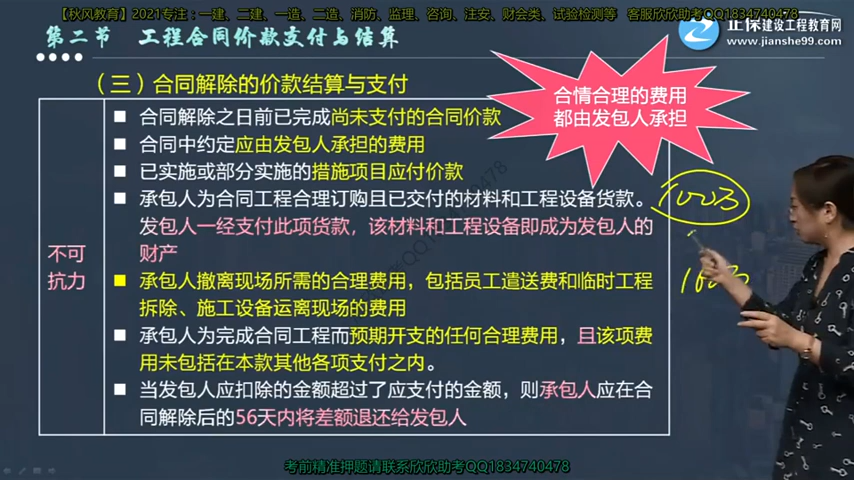 【秋风教育】2021专注：一建、二建、一造、二造、消防、监理、咨询、注安、财会类、试验检测等　客服欣欣助考QQ1834740478
第二节　工程合同价款交付与结算
正保建设工程教育网
www.jianshe99.com
（三）合同解除的价款结算与支付
合情合理的费用
都由发包人承担
不可
抗力
■ 合同解除之日前已完成尚未支付的合同价款
■ 合同中约定应由发包人承担的费用
■ 已实施或部分实施的措施项目应付价款
■ 承包人为合同工程合理订购且已交付的材料和工程设备货款。
发包人一经支付此项货款，该材料和工程设备即成为发包人的
财产
■ 承包人撤离现场所需的合理费用，包括员工遣送费和临时工程
拆除、施工设备运离现场的费用
■ 承包人为完成合同工程而预期开支的任何合理费用，且该项费
用未包括在本款其他各项支付之内。
■ 当发包人应扣除的金额超过了应支付的金额，则承包人应在合
同解除后的56天内将差额退还给发包人
100万
考前精准押题请联系欣欣助考QQ1834740478